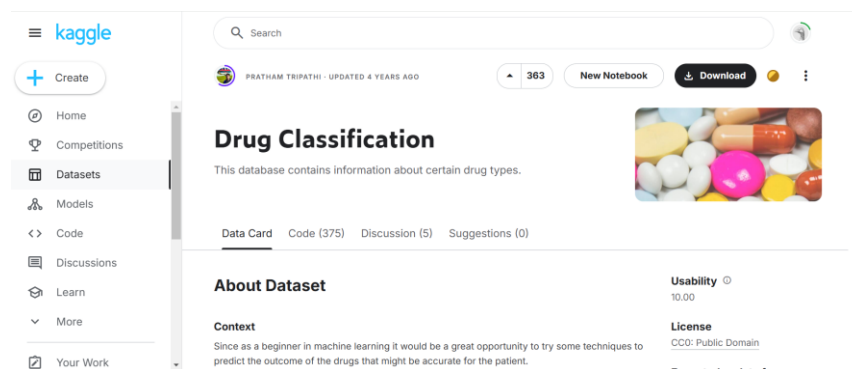 kaggle
Search
Create
PRATHAM TRIPATHI · UPDATED 4 YEARS AGO
363
New Notebook
Download
Home
Competitions
Datasets
Models
Code
Discussions
Learn
More
Your Work
Drug Classification
This database contains information about certain drug types.
Data Card Code (375) Discussion (5) Suggestions (0)
About Dataset
Context
Since as a beginner in machine learning it would be a great opportunity to try some techniques to
predict the outcome of the drugs that might be accurate for the patient.
Usability
10.00
License
CC0: Public Domain